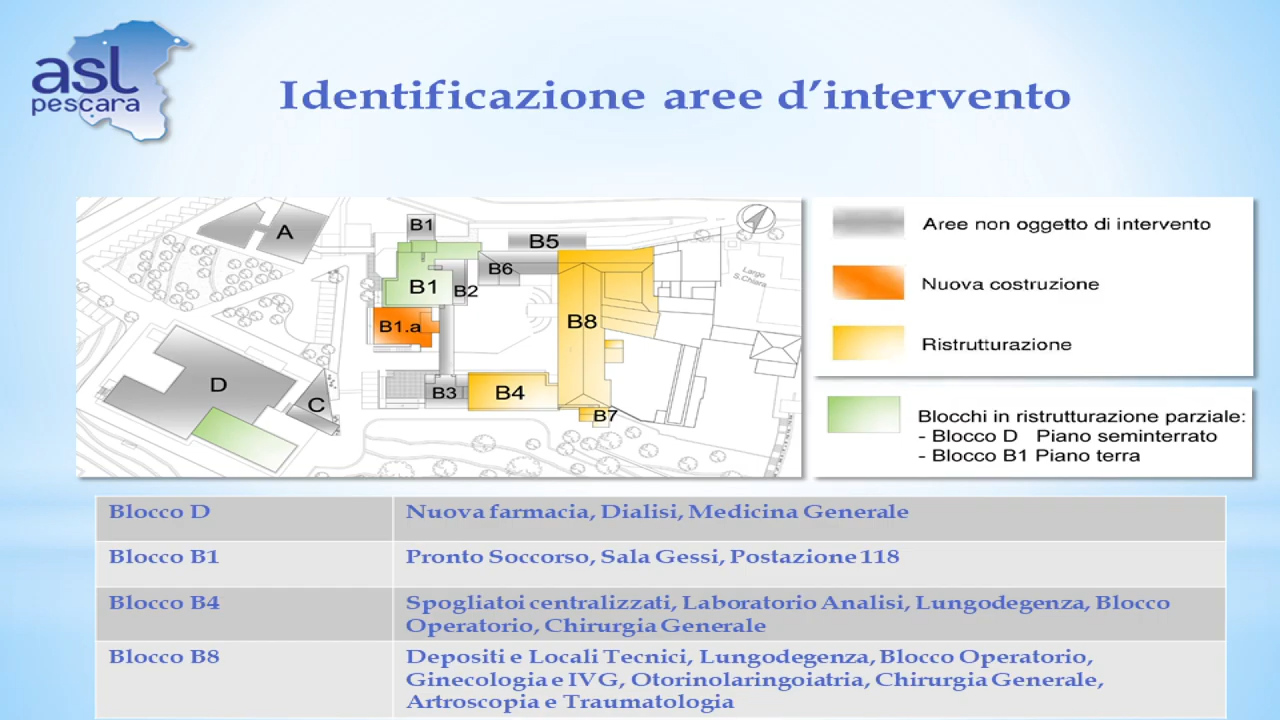 asl
pescara
Identificazione aree d’intervento
A
B1
B5
B6
B1
B2
B1.a
B8
Largo
S.Chiara
D
C
B3
B4
B7
Aree non oggetto di intervento
Nuova costruzione
Ristrutturazione
Blocchi in ristrutturazione parziale:
- Blocco D Piano seminterrato
- Blocco B1 Piano terra
Blocco D Nuova farmacia, Dialisi, Medicina Generale
Blocco B1 Pronto Soccorso, Sala Gessi, Postazione 118
Blocco B4 Spogliatoi centralizzati, Laboratorio Analisi, Lungodegenza, Blocco
Operatorio, Chirurgia Generale
Blocco B8 Depositi e Locali Tecnici, Lungodegenza, Blocco Operatorio,
Ginecologia e IVG, Otorinolaringoiatria, Chirurgia Generale,
Artroscopia e Traumatologia